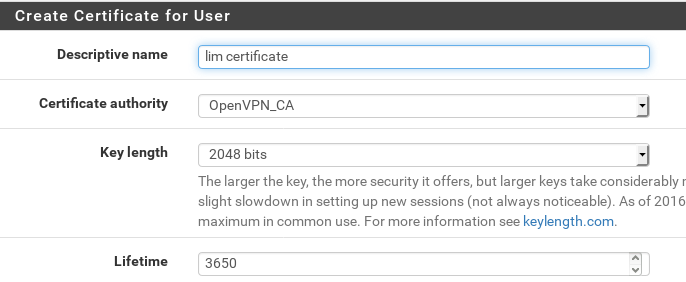 Create Certificate for User
Descriptive name
lim certificate
Certificate authority
OpenVPN_CA
Key length
2048 bits
The larger the key, the more security it offers, but larger keys take considerably
slight slowdown in setting up new sessions (not always noticeable). As of 2016
maximum in common use. For more information see keylength.com.
Lifetime
3650